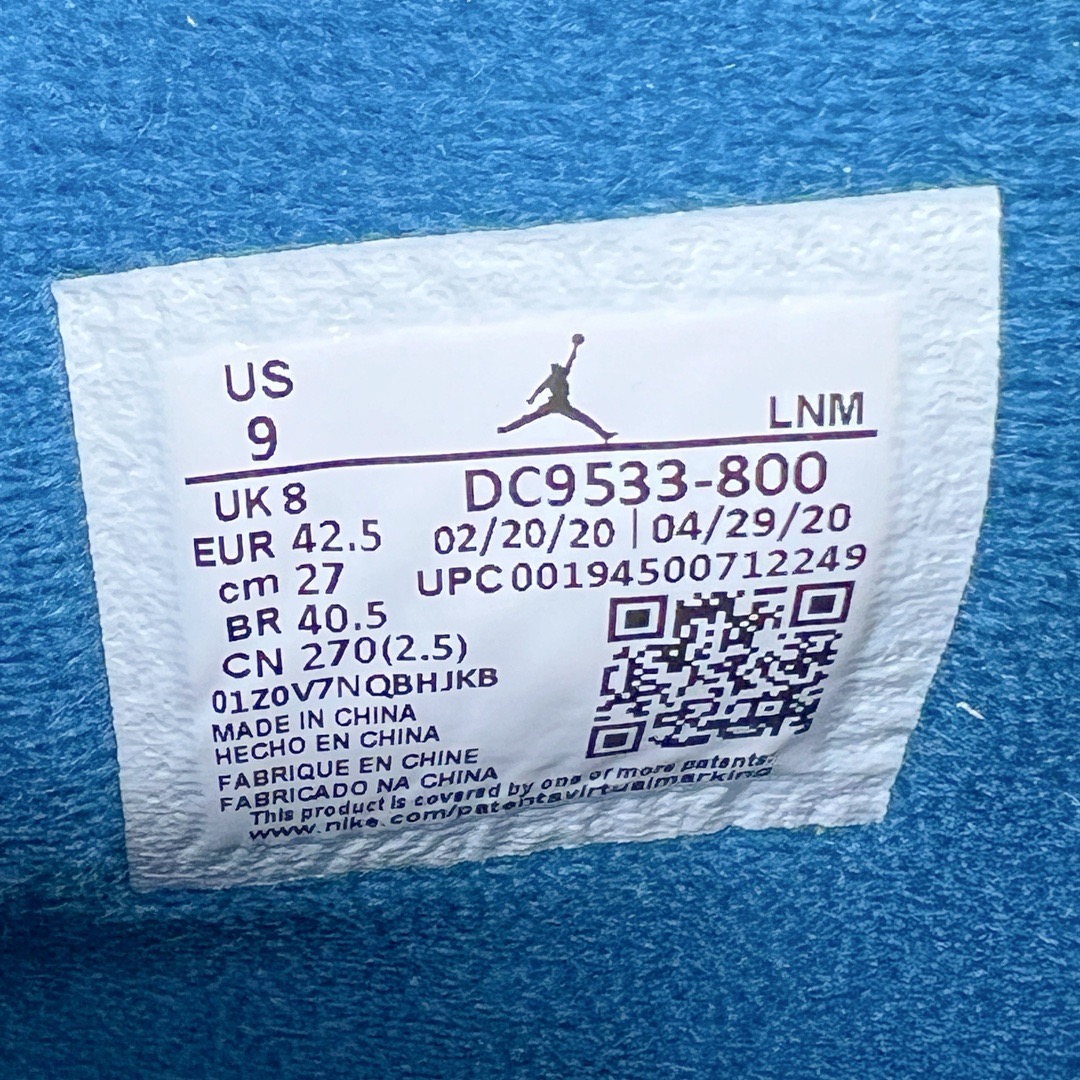 US
9
LNM
UK 8
EUR 42.5
cm 27
BR 40.5
CN 270(2.5)
DC9533-800
02/20/20 | 04/29/20
UPC 00194500712249
01Z0V7NQBHJKB
MADE IN CHINA
HECHO EN CHINA
FABRIQUE EN CHINE
FABRICADO NA CHINA
This product is covered by one or more patents.
www.nike.com/patentsvirtualmarking